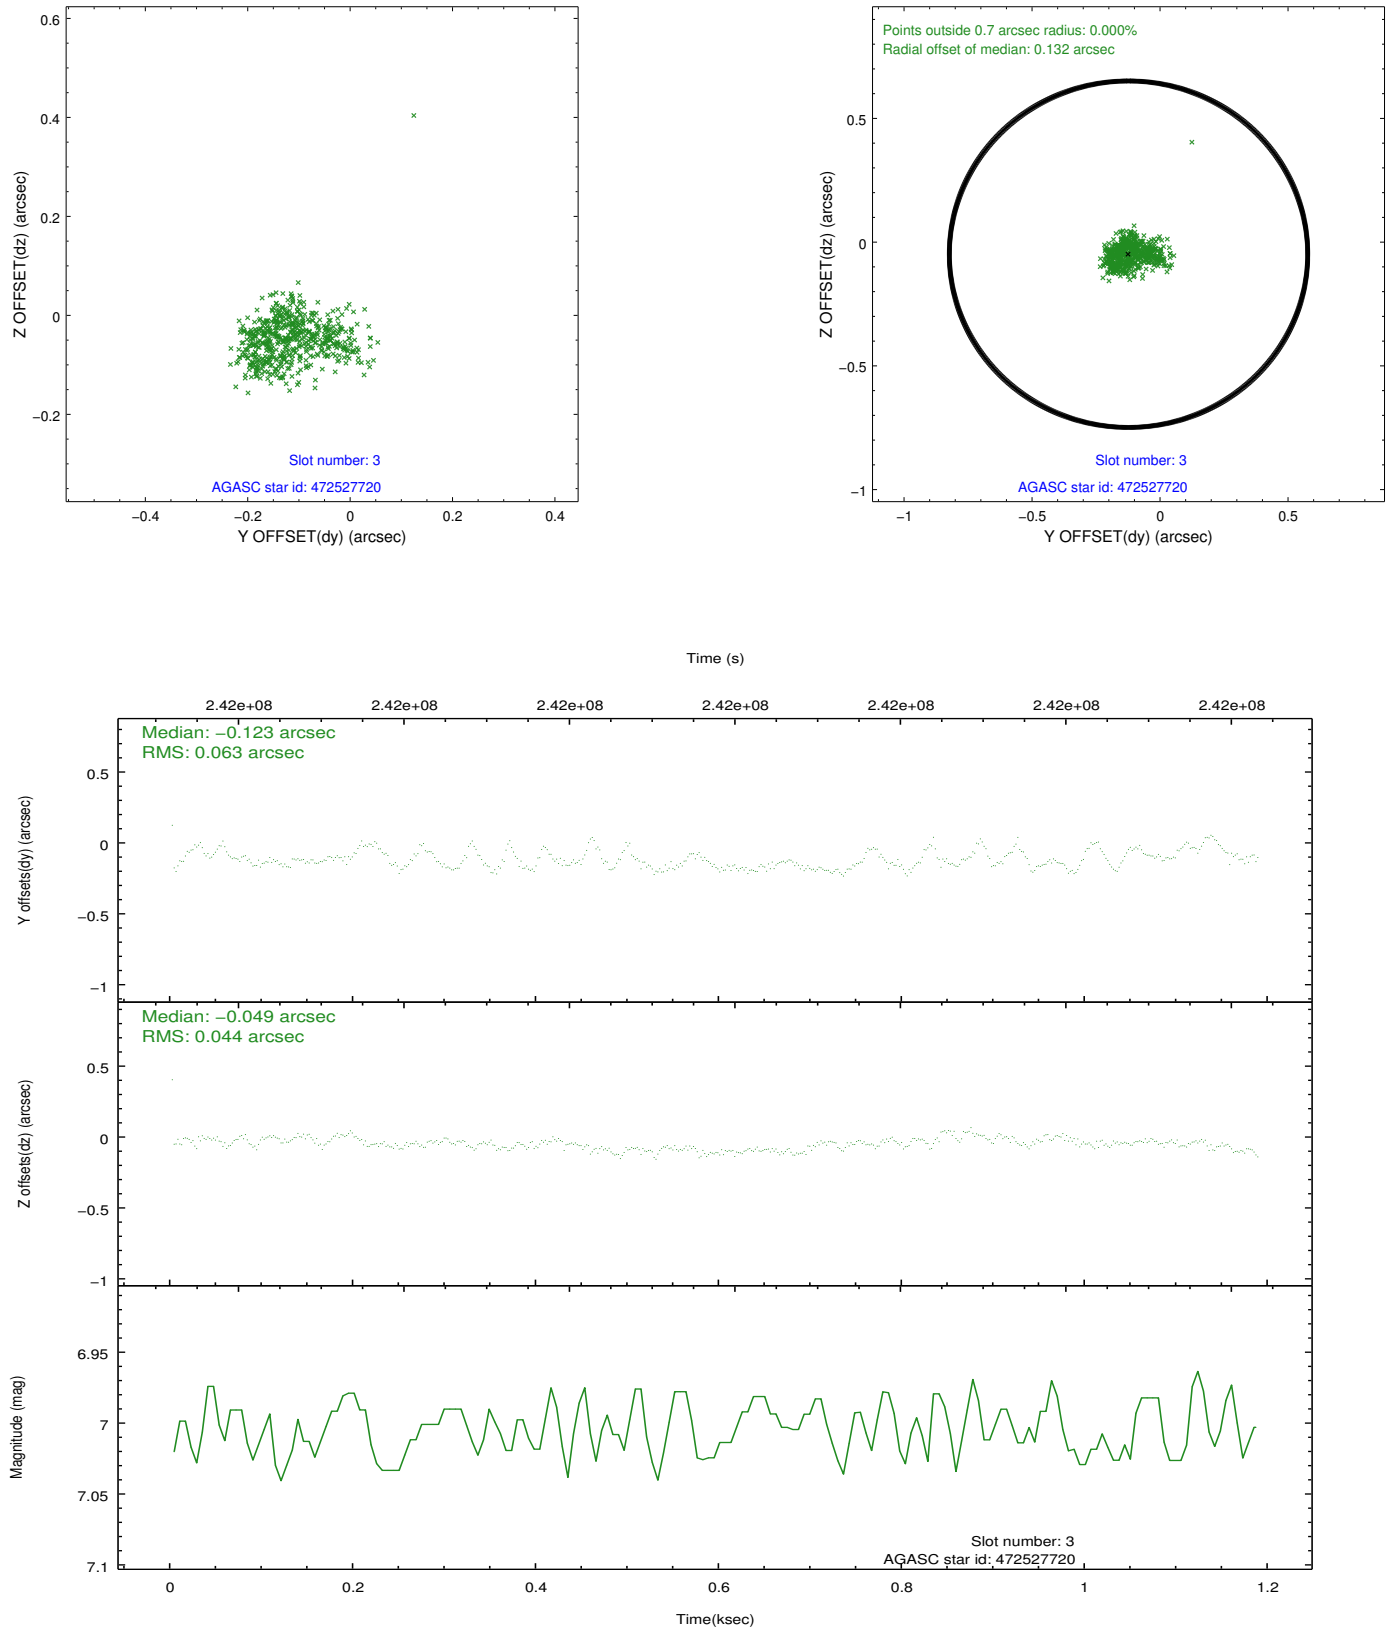 0.6
0.4
0.2
0
−0.2
−0.4
−0.2
0
0.2
0.4
Z OFFSET(dz) (arcsec)
Y OFFSET(dy) (arcsec)
Slot number: 3
AGASC star id: 472527720
Points outside 0.7 arcsec radius: 0.000%
Radial offset of median: 0.132 arcsec
0.5
0
−0.5
−1
−1
−0.5
0
0.5
Z OFFSET(dz) (arcsec)
Y OFFSET(dy) (arcsec)
Slot number: 3
AGASC star id: 472527720
Time (s)
2.42e+08 2.42e+08 2.42e+08 2.42e+08 2.42e+08 2.42e+08 2.42e+08
Median: −0.123 arcsec
RMS: 0.063 arcsec
0.5
0
−0.5
−1
Y offsets(dy) (arcsec)
Median: −0.049 arcsec
RMS: 0.044 arcsec
0.5
0
−0.5
−1
Z offsets(dz) (arcsec)
6.95
7
7.05
7.1
Magnitude (mag)
Slot number: 3
AGASC star id: 472527720
0 0.2 0.4 0.6 0.8 1 1.2
Time(ksec)